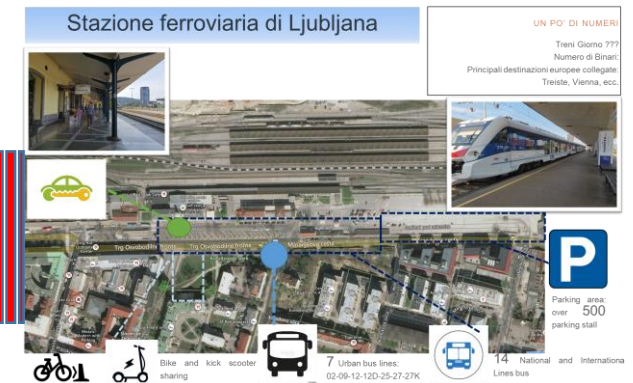 Stazione ferroviaria di Ljubljana
UN PO' DI NUMERI
Treni Giorno ???
Numero di Binari:
Principali destinazioni europee collegate:
Treiste, Vienna, ecc.
Trg Osvobodilne fronte
Trg Osvobodilne fronte
P
Parking area:
over 500
parking stall
Bike and kick scooter
sharing
7 Urban bus lines:
02-09-12-12D-25-27-27K
14 National and Internationa
Lines bus